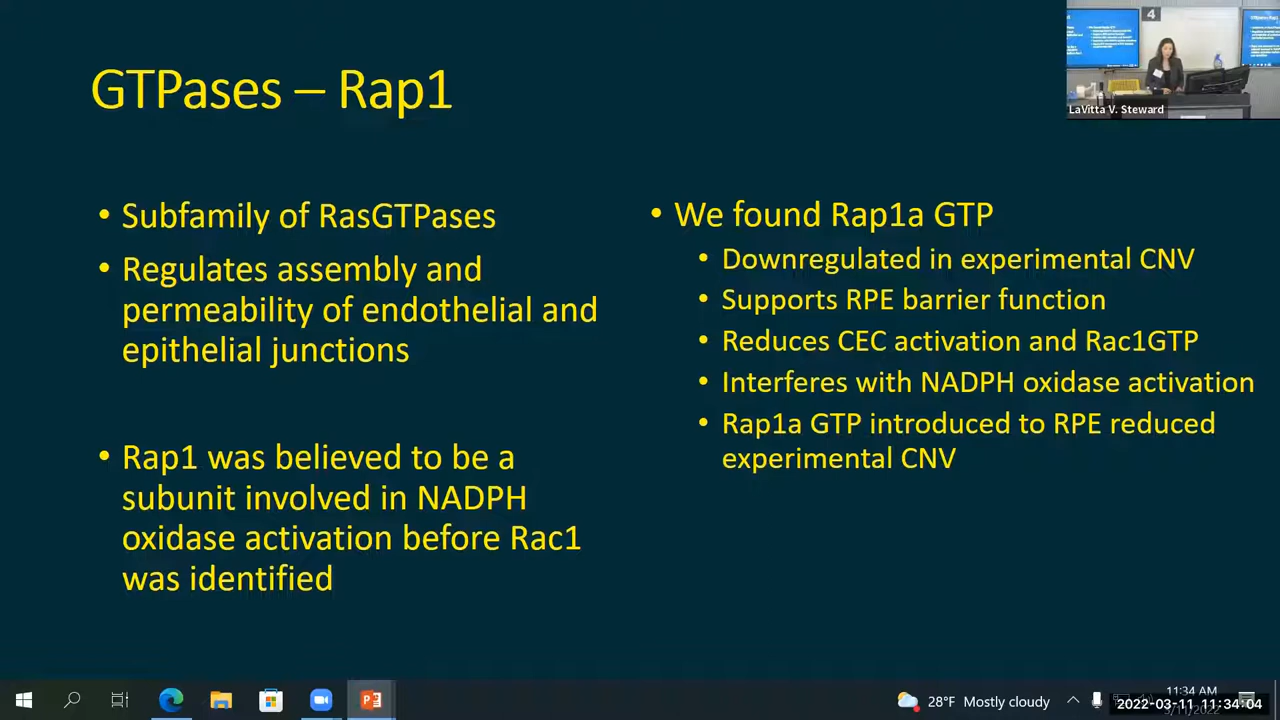 GTPases – Rap1
4
LaVitta V. Steward
• Subfamily of RasGTPases
• Regulates assembly and
permeability of endothelial and
epithelial junctions
• Rap1 was believed to be a
subunit involved in NADPH
oxidase activation before Rac1
was identified
• We found Rap1a GTP
• Downregulated in experimental CNV
• Supports RPE barrier function
• Reduces CEC activation and Rac1GTP
• Interferes with NADPH oxidase activation
• Rap1a GTP introduced to RPE reduced
experimental CNV
28°F Mostly cloudy
11:34 AM
2022-03-11 11:34:04